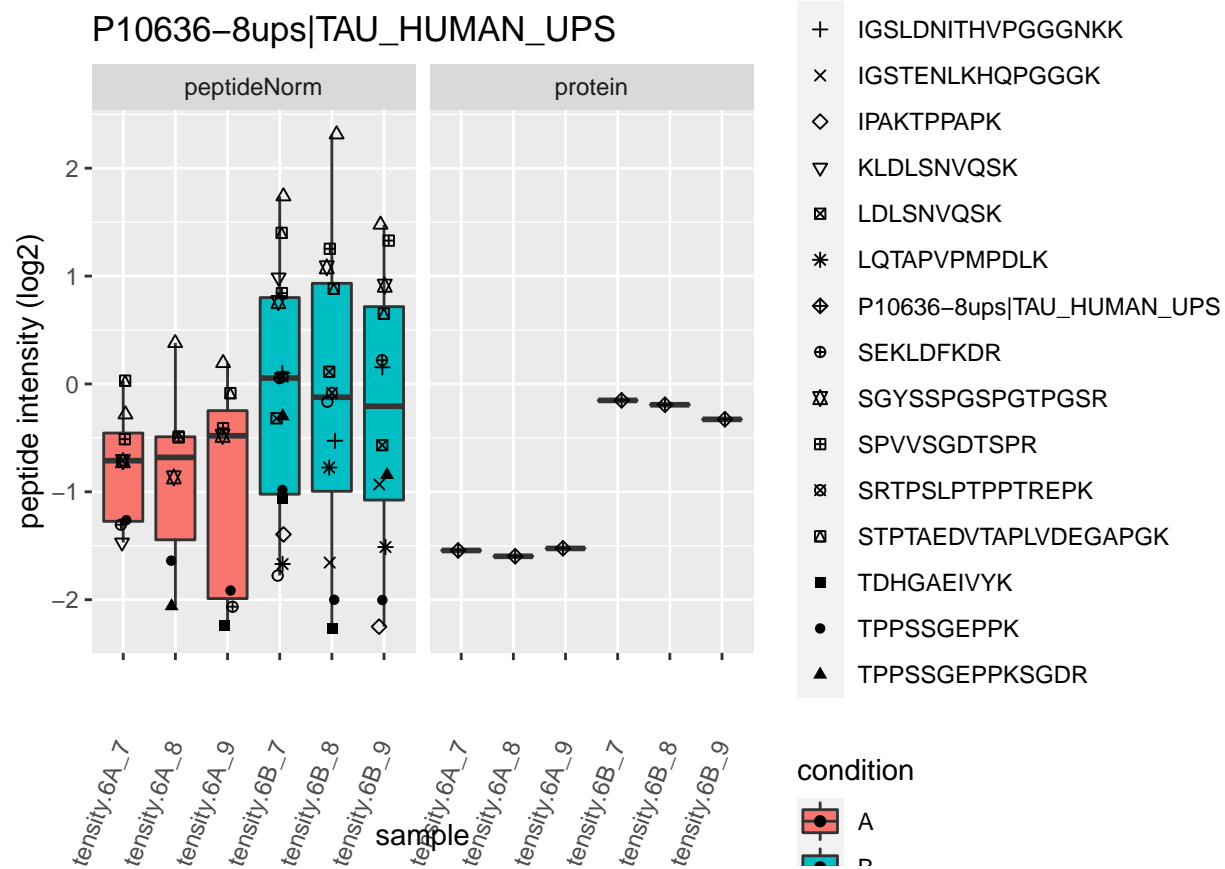 P10636−8ups|TAU_HUMAN_UPS
peptideNorm
protein
peptide intensity (log2)
2
1
0
−1
−2
tensity.6A_7
tensity.6A_8
tensity.6A_9
tensity.6B_7
tensity.6B_8
tensity.6B_9
tensity.6A_7
tensity.6A_8
tensity.6A_9
tensity.6B_7
tensity.6B_8
tensity.6B_9
sample
IGSLDNITHVPGGGNKK
IGSTENLKHQPGGGK
IPAKTPPAPK
KLDLSNVQSK
LDLSNVQSK
LQTAPVPMPDLK
P10636−8ups|TAU_HUMAN_UPS
SEKLDFKDR
SGYSSPGSPGTPGSR
SPVVSGDTSPR
SRTPSLPTPPTREPK
STPTAEDVTAPLVDEGAPGK
TDHGAEIVYK
TPPSSGEPPK
TPPSSGEPPKSGDR
condition
A